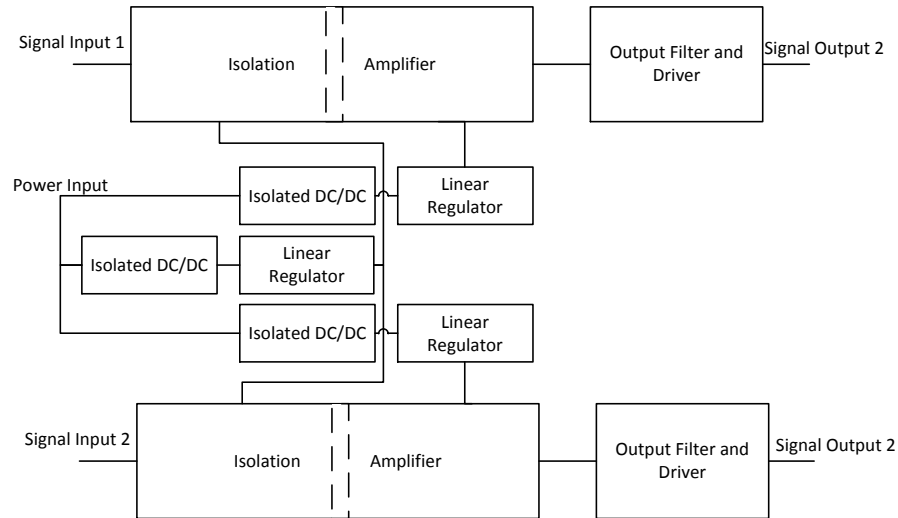 Signal Input 1
Isolation
Amplifier
Output Filter and
Driver
Signal Output 2
Power Input
Isolated DC/DC
Linear
Regulator
Isolated DC/DC
Linear
Regulator
Isolated DC/DC
Linear
Regulator
Signal Input 2
Isolation
Amplifier
Output Filter and
Driver
Signal Output 2